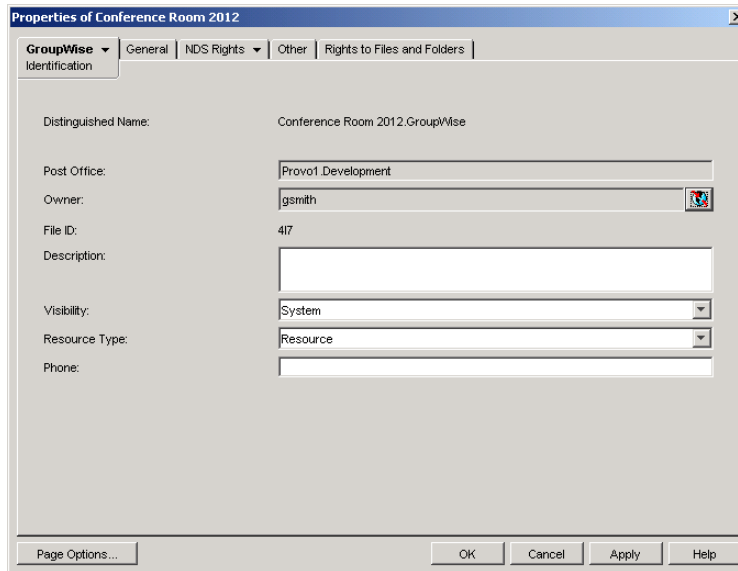 Properties of Conference Room 2012
GroupWise General NDS Rights Other Rights to Files and Folders
Identification
Distinguished Name: Conference Room 2012.GroupWise
Post Office: Provo1.Development
Owner: gsmith
File ID: 4I7
Description:
Visibility: System
Resource Type: Resource
Phone:
Page Options... OK Cancel Apply Help